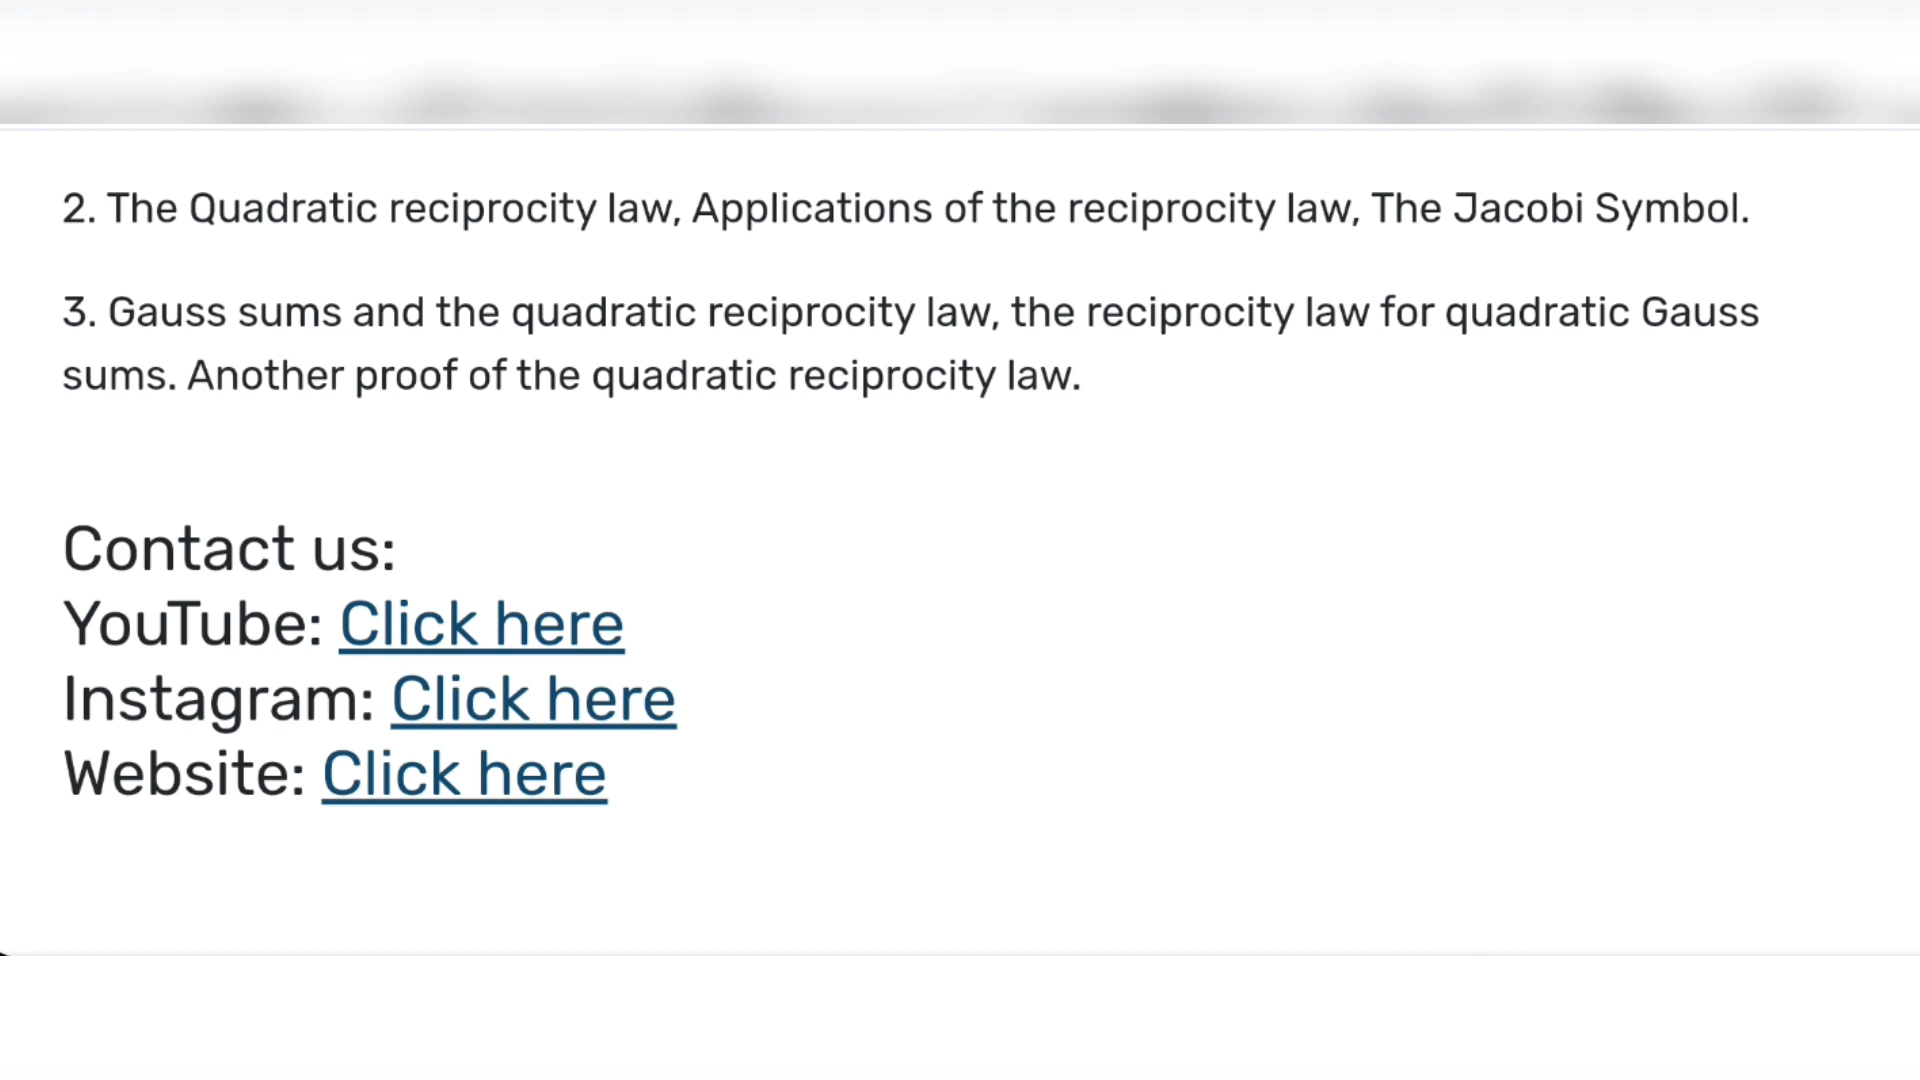 2. The Quadratic reciprocity law, Applications of the reciprocity law, The Jacobi Symbol.
3. Gauss sums and the quadratic reciprocity law, the reciprocity law for quadratic Gauss
sums. Another proof of the quadratic reciprocity law.
Contact us:
YouTube: Click here
Instagram: Click here
Website: Click here